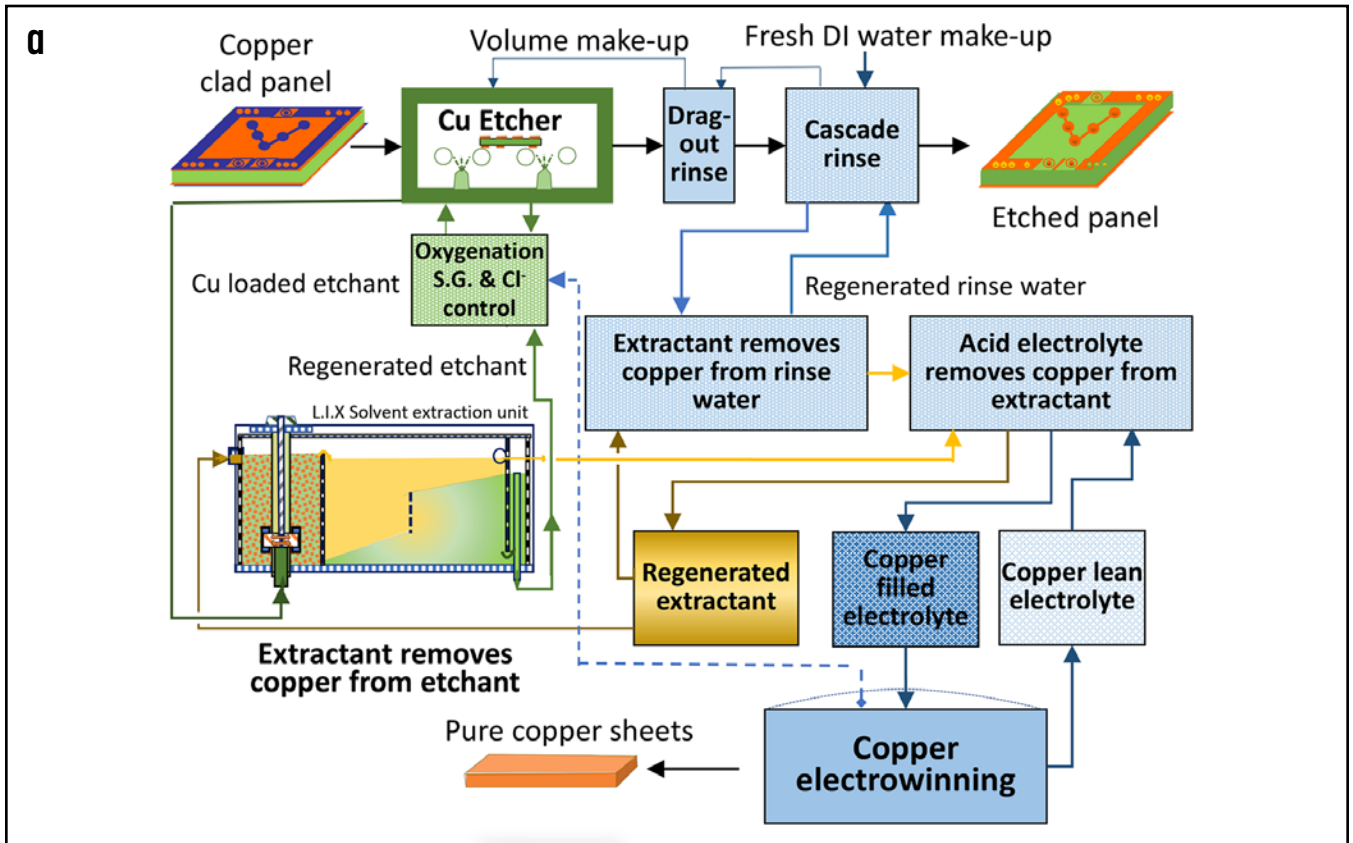 a
Copper
clad panel
Volume make-up
Fresh DI water make-up
Cu Etcher
Drag-
out
rinse
Cascade
rinse
Etched panel
Cu loaded etchant
Oxygenation
S.G. & Cl-
control
Regenerated rinse water
Regenerated etchant
Extractant removes
copper from rinse
water
Acid electrolyte
removes copper from
extractant
L.I.X Solvent extraction unit
Regenerated
extractant
Copper
filled
electrolyte
Copper lean
electrolyte
Extractant removes
copper from etchant
Pure copper sheets
Copper
electrowinning